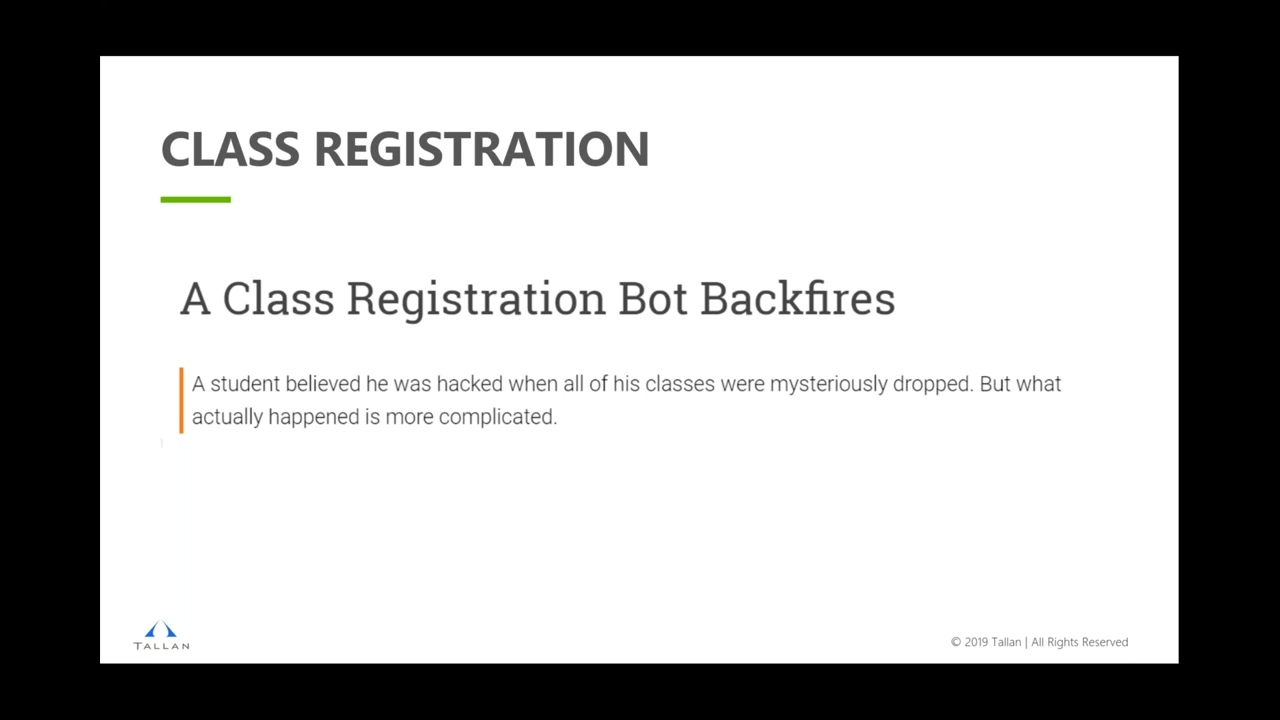 CLASS REGISTRATION
A Class Registration Bot Backfires
A student believed he was hacked when all of his classes were mysteriously dropped. But what
actually happened is more complicated.
TALLAN
© 2019 Tallan | All Rights Reserved